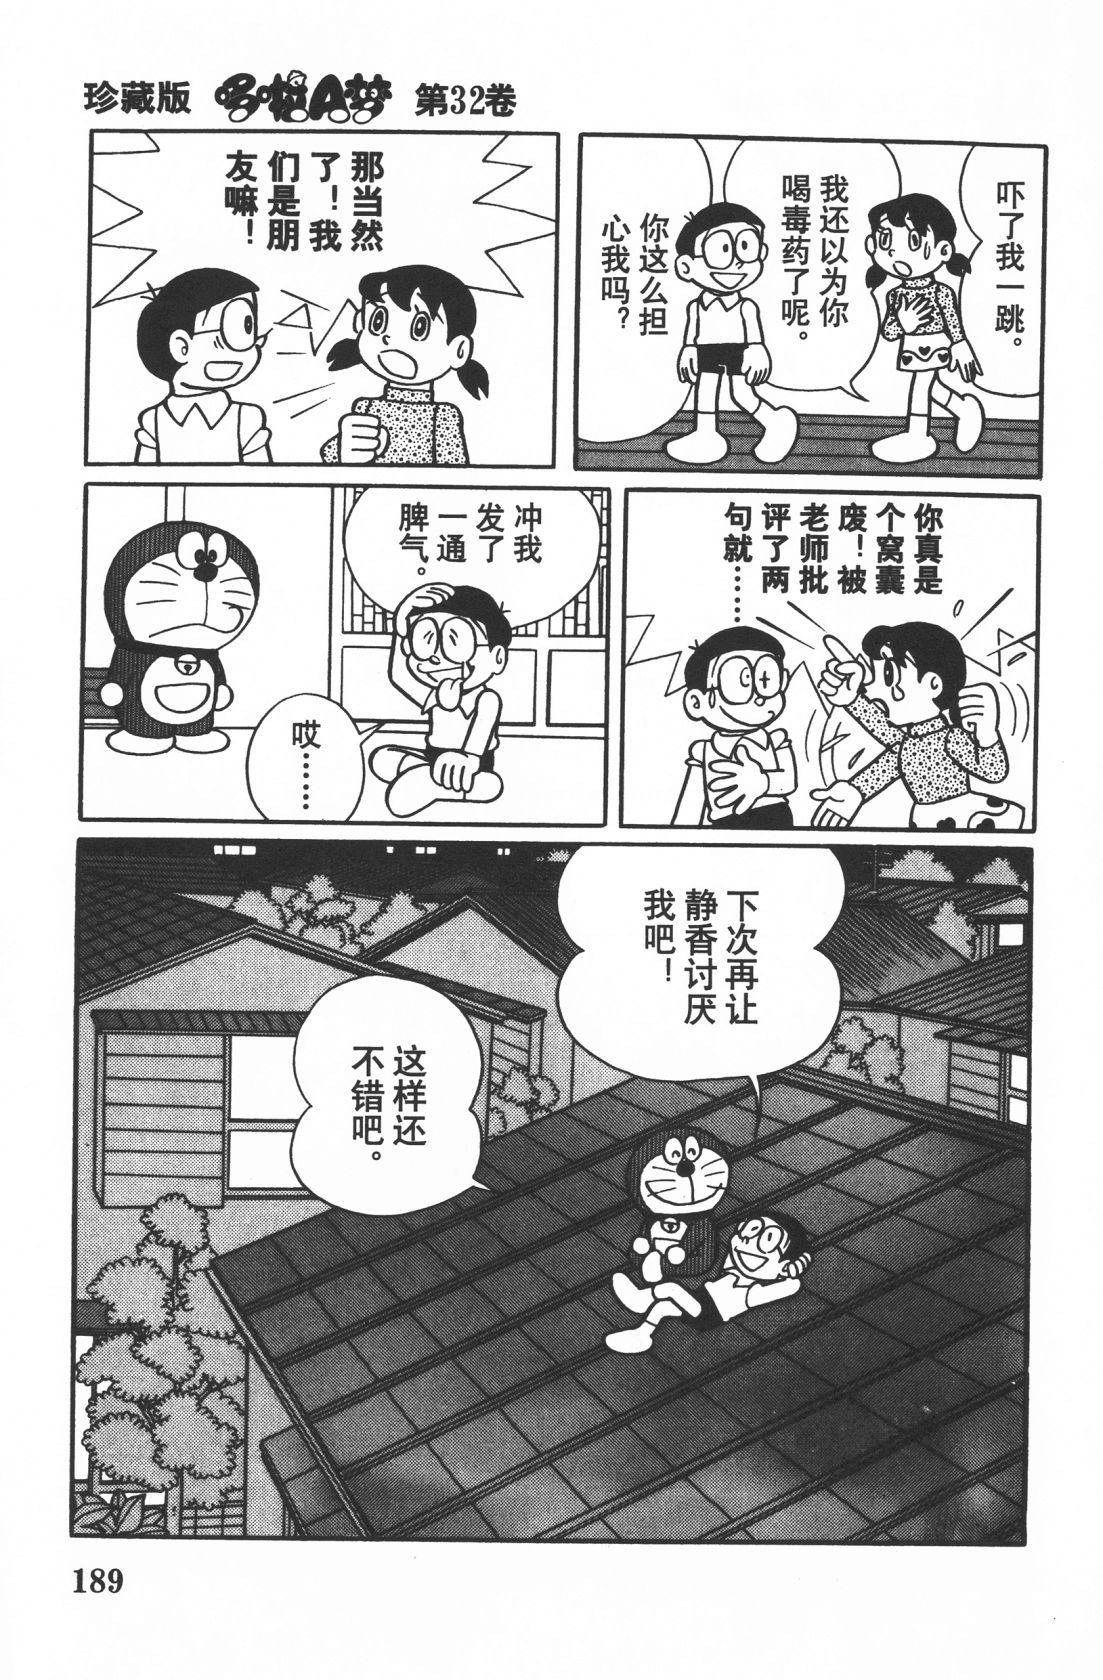 珍藏版 哆啦A梦 第32卷
吓了我一跳。
我还以为你
喝毒药了呢。
你这么担
心我吗？
那当然
了！我
们是朋
友嘛！
你真是
个窝囊
废！被
老师批
评了两
句就……
冲我
发了
一通
脾气。
哎……
下次再让
静香讨厌
我吧！
这样还
不错吧。
189